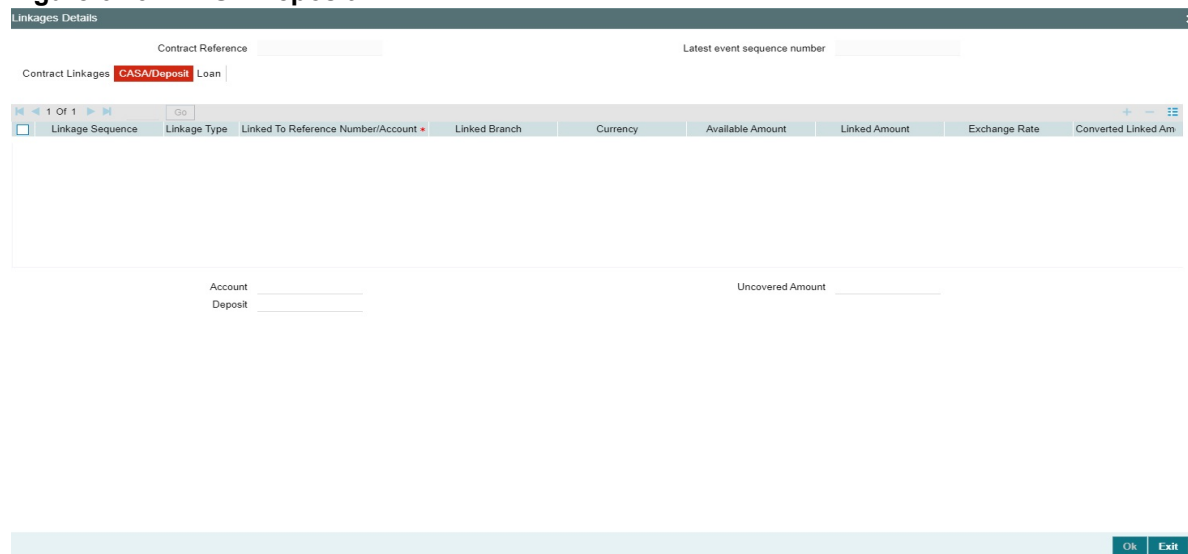 Linkages Details
Contract Reference
Latest event sequence number
Contract Linkages CASA/Deposit Loan
1 Of 1 Go
Linkage Sequence Linkage Type Linked To Reference Number/Account * Linked Branch Currency Available Amount Linked Amount Exchange Rate Converted Linked Am
Account
Uncovered Amount
Deposit
Ok Exit